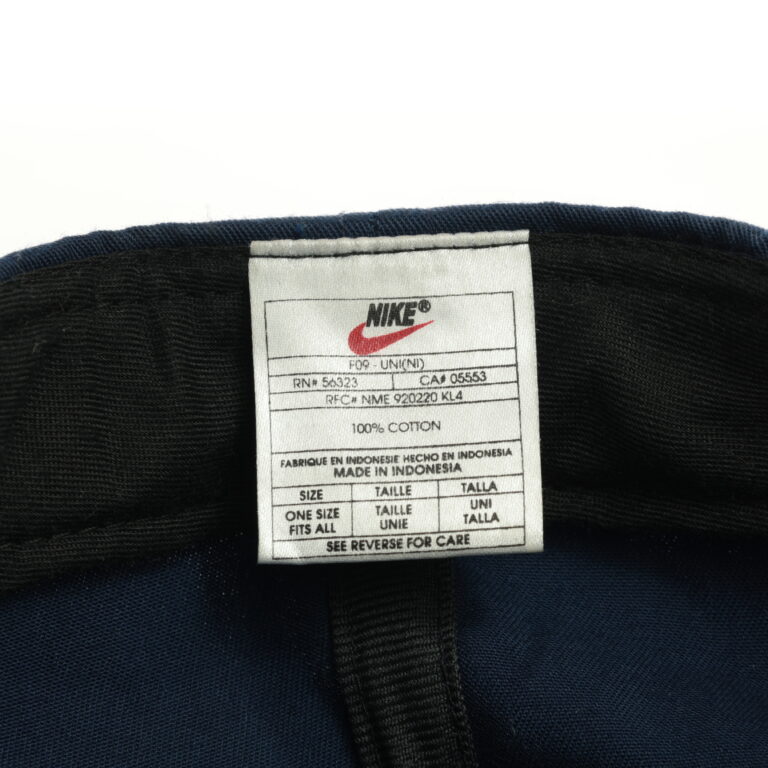 NIKE®
F09 - UNI(NI)
RN# 56323 CA# 05553
RFC# NME 920220 KL4
100% COTTON
FABRIQUE EN INDONESIE HECHO EN INDONESIA
MADE IN INDONESIA
SIZE TAILLE TALLA
ONE SIZE FITS ALL TAILLE UNIE UNI TALLA
SEE REVERSE FOR CARE